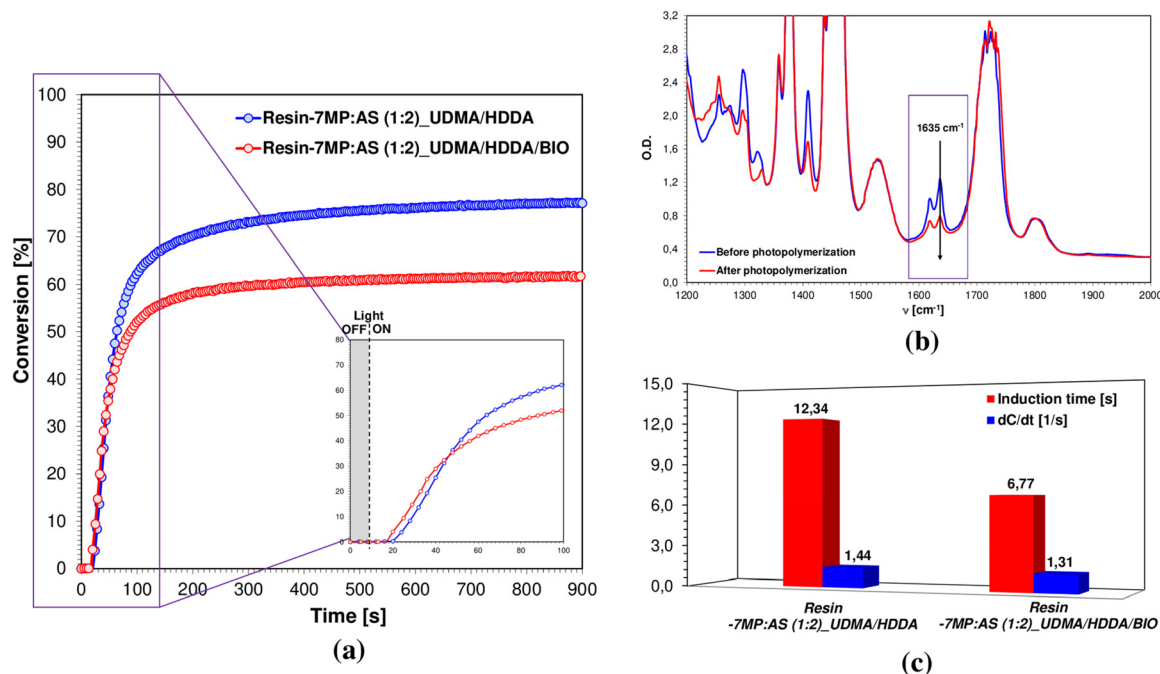 100
90
80
70
60
50
40
30
20
10
0
Conversion [%]
Resin-7MP:AS (1:2)_UDMA/HDDA
Resin-7MP:AS (1:2)_UDMA/HDDA/BIO
Light
OFF ON
80
70
60
50
40
30
20
10
0
0 20 40 60 80 100
0 100 200 300 400 500 600 700 800 900
Time [s]
(a)
3,2
2,8
2,4
2,0
1,6
1,2
0,8
0,4
0,0
O.D.
1635 cm-1
Before photopolymerization
After photopolymerization
1200 1300 1400 1500 1600 1700 1800 1900 2000
ν [cm-1]
(b)
15,0
12,0
9,0
6,0
3,0
0,0
Induction time [s]
dC/dt [1/s]
12,34
1,44
6,77
1,31
Resin
-7MP:AS (1:2)_UDMA/HDDA
Resin
-7MP:AS (1:2)_UDMA/HDDA/BIO
(c)